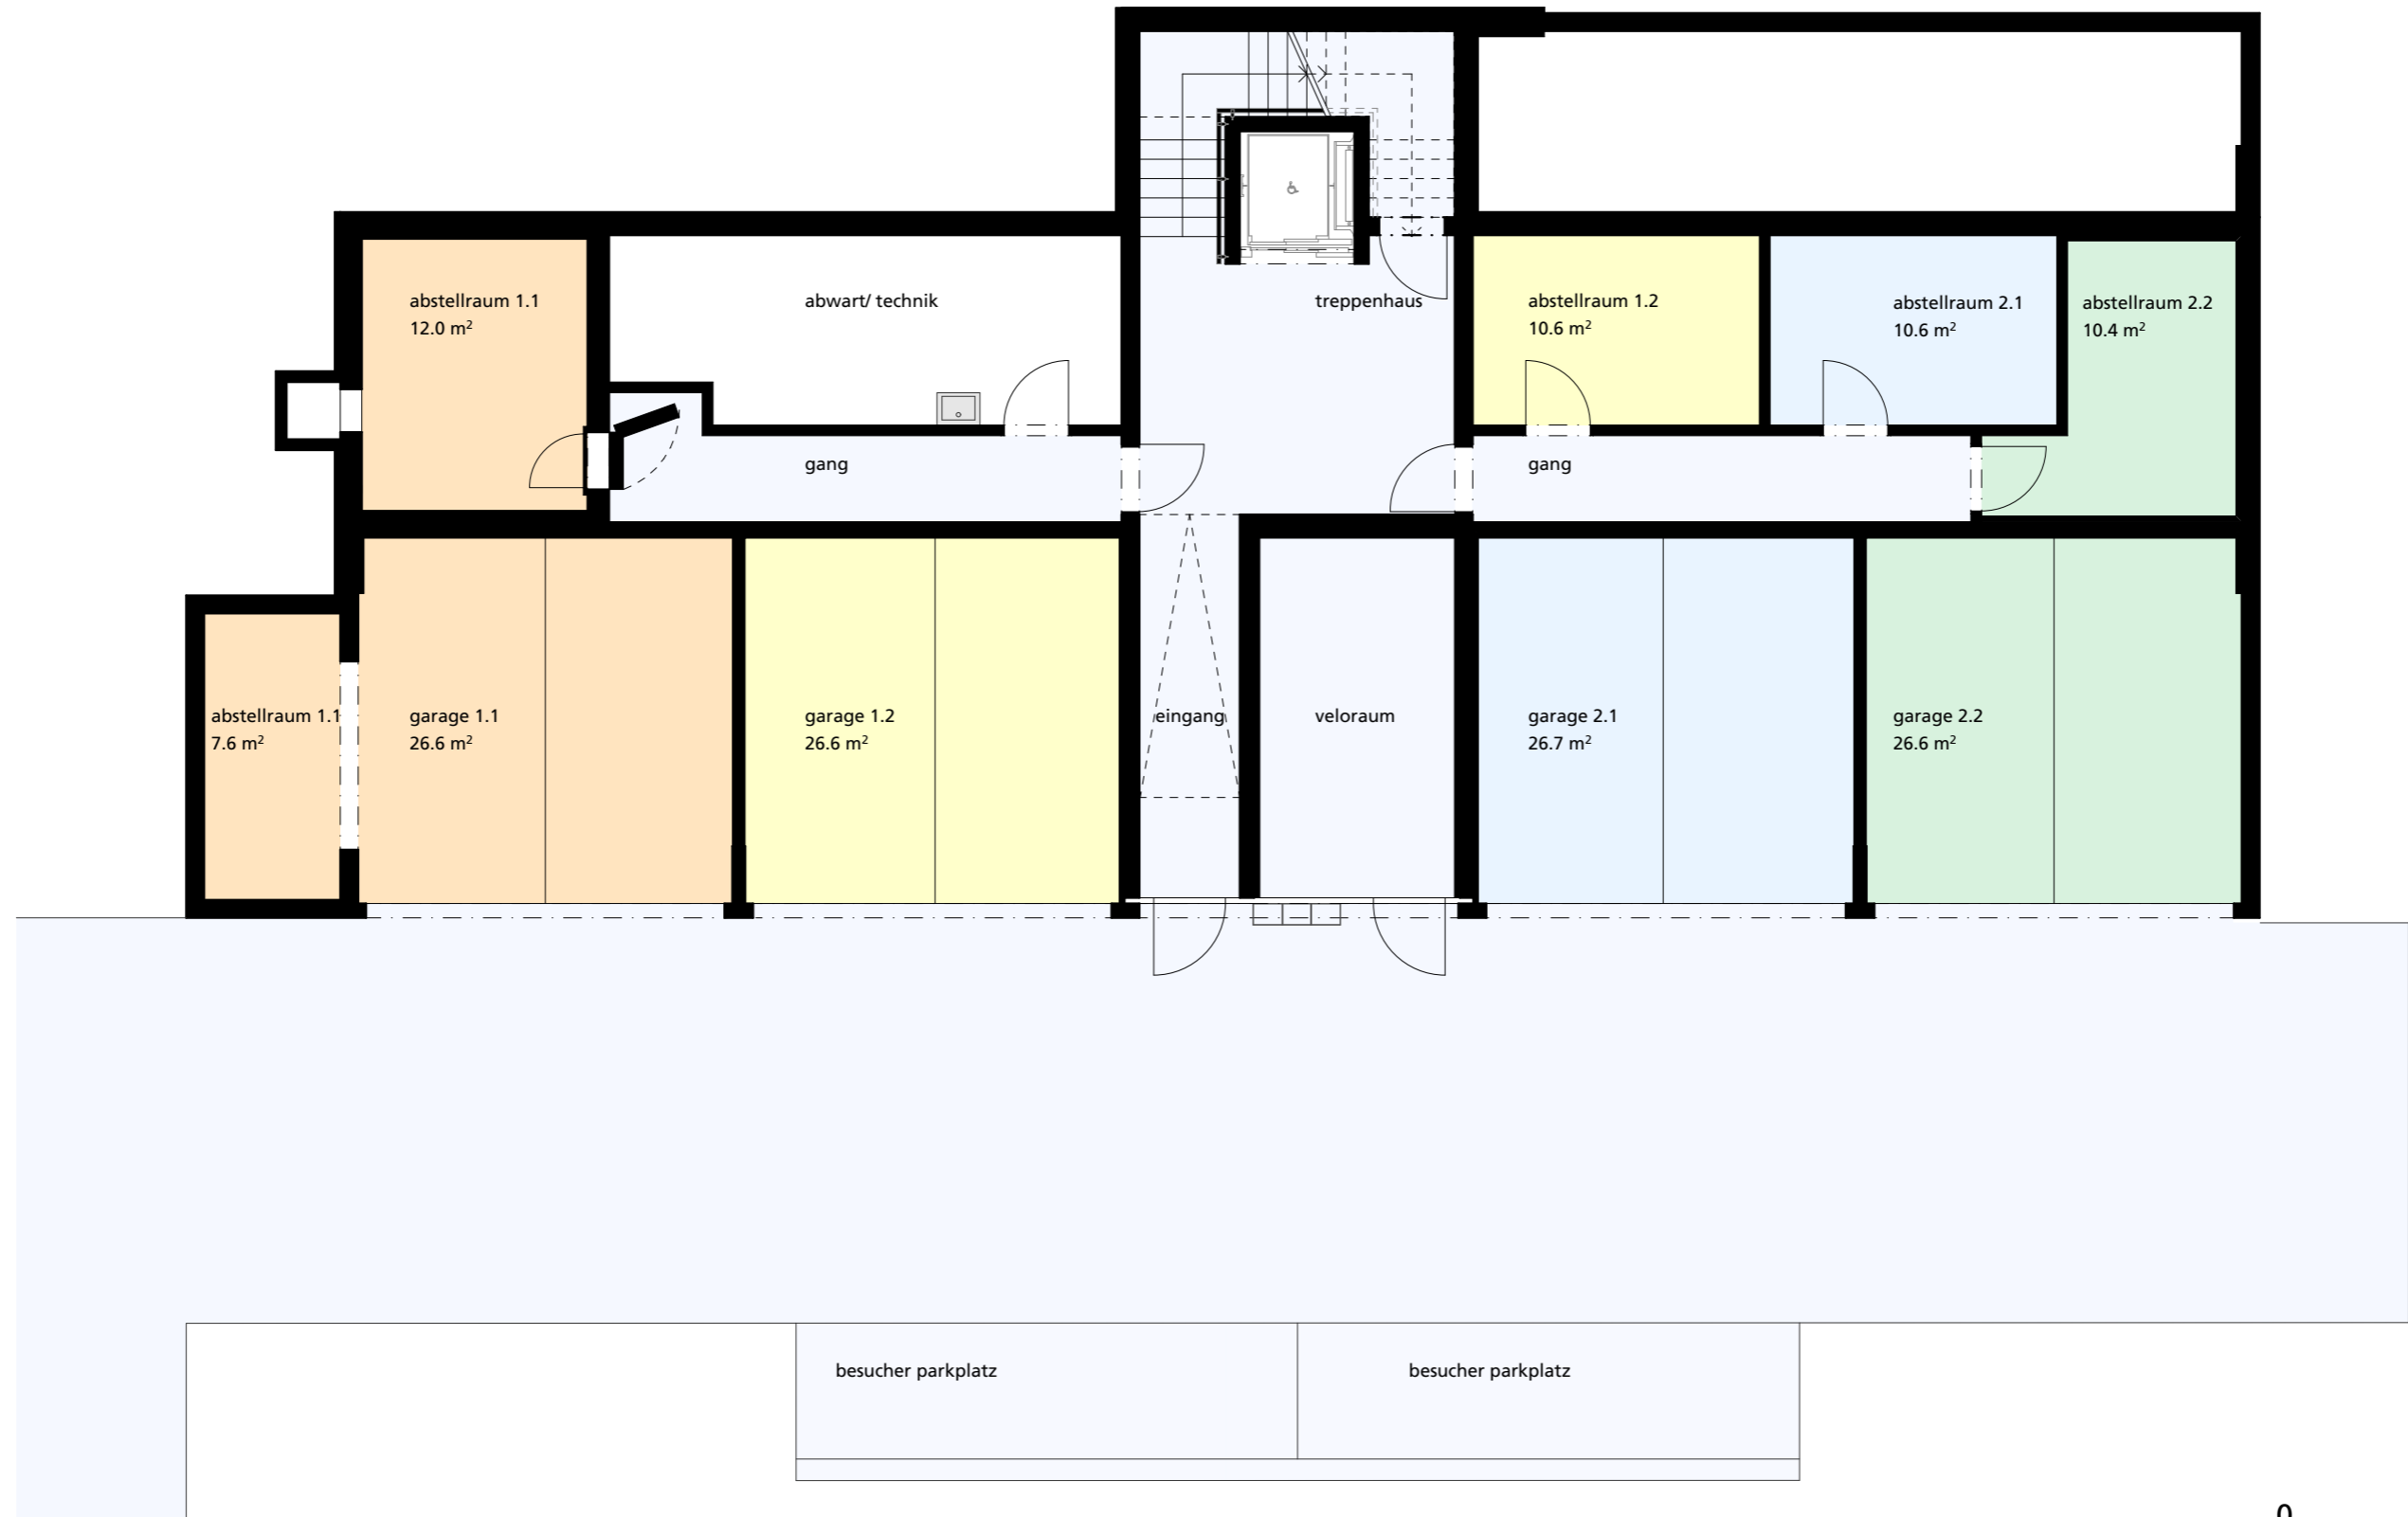 abstellraum 1.1
12.0 m²
abwart/ technik
treppenhaus
abstellraum 1.2
10.6 m²
abstellraum 2.1
10.6 m²
abstellraum 2.2
10.4 m²
gang
gang
abstellraum 1.1
7.6 m²
garage 1.1
26.6 m²
garage 1.2
26.6 m²
eingang
veloraum
garage 2.1
26.7 m²
garage 2.2
26.6 m²
besucher parkplatz
besucher parkplatz
0